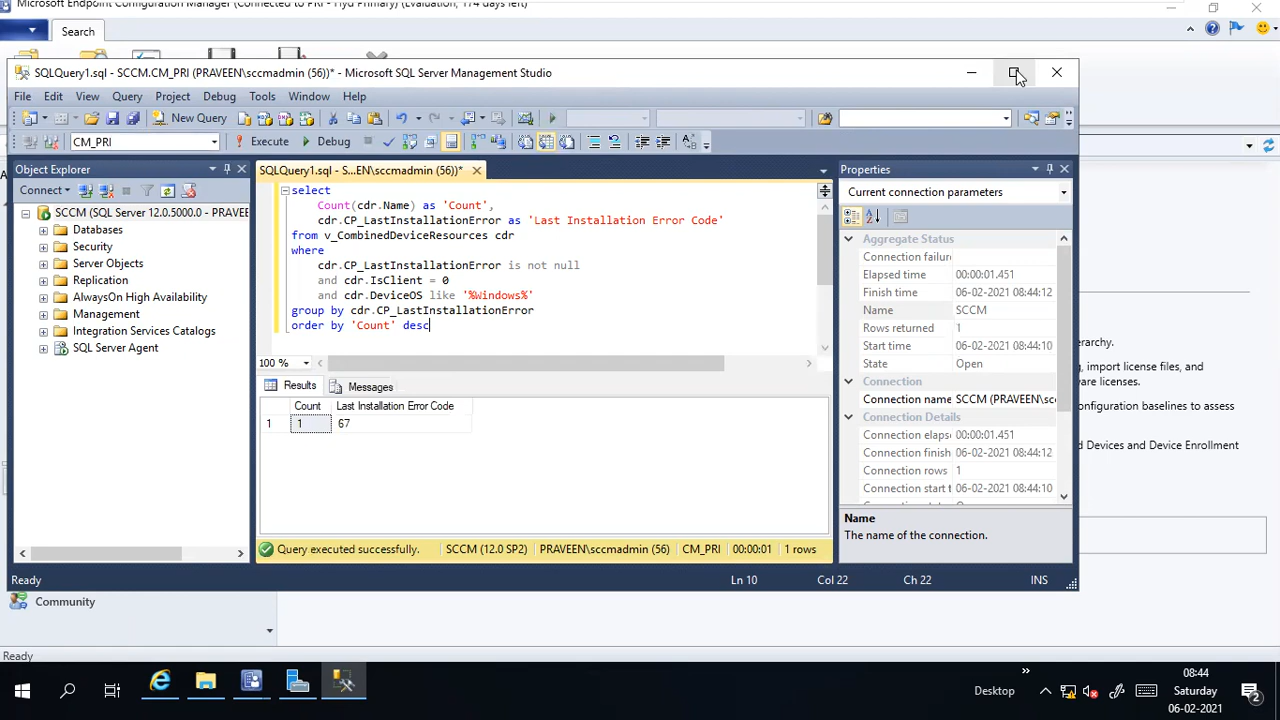 Microsoft Endpoint Configuration Manager (Connected to PRI - Hyd Primary) (Evaluation, 174 days left)
Search
SQLQuery1.sql - SCCM.CM_PRI (PRAVEEN\sccmadmin (56))* - Microsoft SQL Server Management Studio
File Edit View Query Project Debug Tools Window Help
New Query
CM_PRI
Execute
Debug
Object Explorer
Connect
SCCM (SQL Server 12.0.5000.0 - PRAVEE
Databases
Security
Server Objects
Replication
AlwaysOn High Availability
Management
Integration Services Catalogs
SQL Server Agent
SQLQuery1.sql - S...EN\sccmadmin (56))*
select
Count(cdr.Name) as 'Count',
cdr.CP_LastInstallationError as 'Last Installation Error Code'
from v_CombinedDeviceResources cdr
where
cdr.CP_LastInstallationError is not null
and cdr.IsClient = 0
and cdr.DeviceOS like '%Windows%'
group by cdr.CP_LastInstallationError
order by 'Count' desc
100 %
Results Messages
Count Last Installation Error Code
1 1 67
Query executed successfully. SCCM (12.0 SP2) PRAVEEN\sccmadmin (56) CM_PRI 00:00:01 1 rows
Properties
Current connection parameters
Aggregate Status
Connection failure
Elapsed time 00:00:01.451
Finish time 06-02-2021 08:44:12
Name SCCM
Rows returned 1
Start time 06-02-2021 08:44:10
State Open
Connection
Connection name SCCM (PRAVEEN\sc
Connection Details
Connection elaps 00:00:01.451
Connection finish 06-02-2021 08:44:12
Connection rows 1
Connection start t 06-02-2021 08:44:10
Name
The name of the connection.
Ready Ln 10 Col 22 Ch 22 INS
erarchy.
g, import license files, and
ware licenses.
onfiguration baselines to assess
d Devices and Device Enrollment
Community
Ready
Desktop
08:44
Saturday
06-02-2021
2